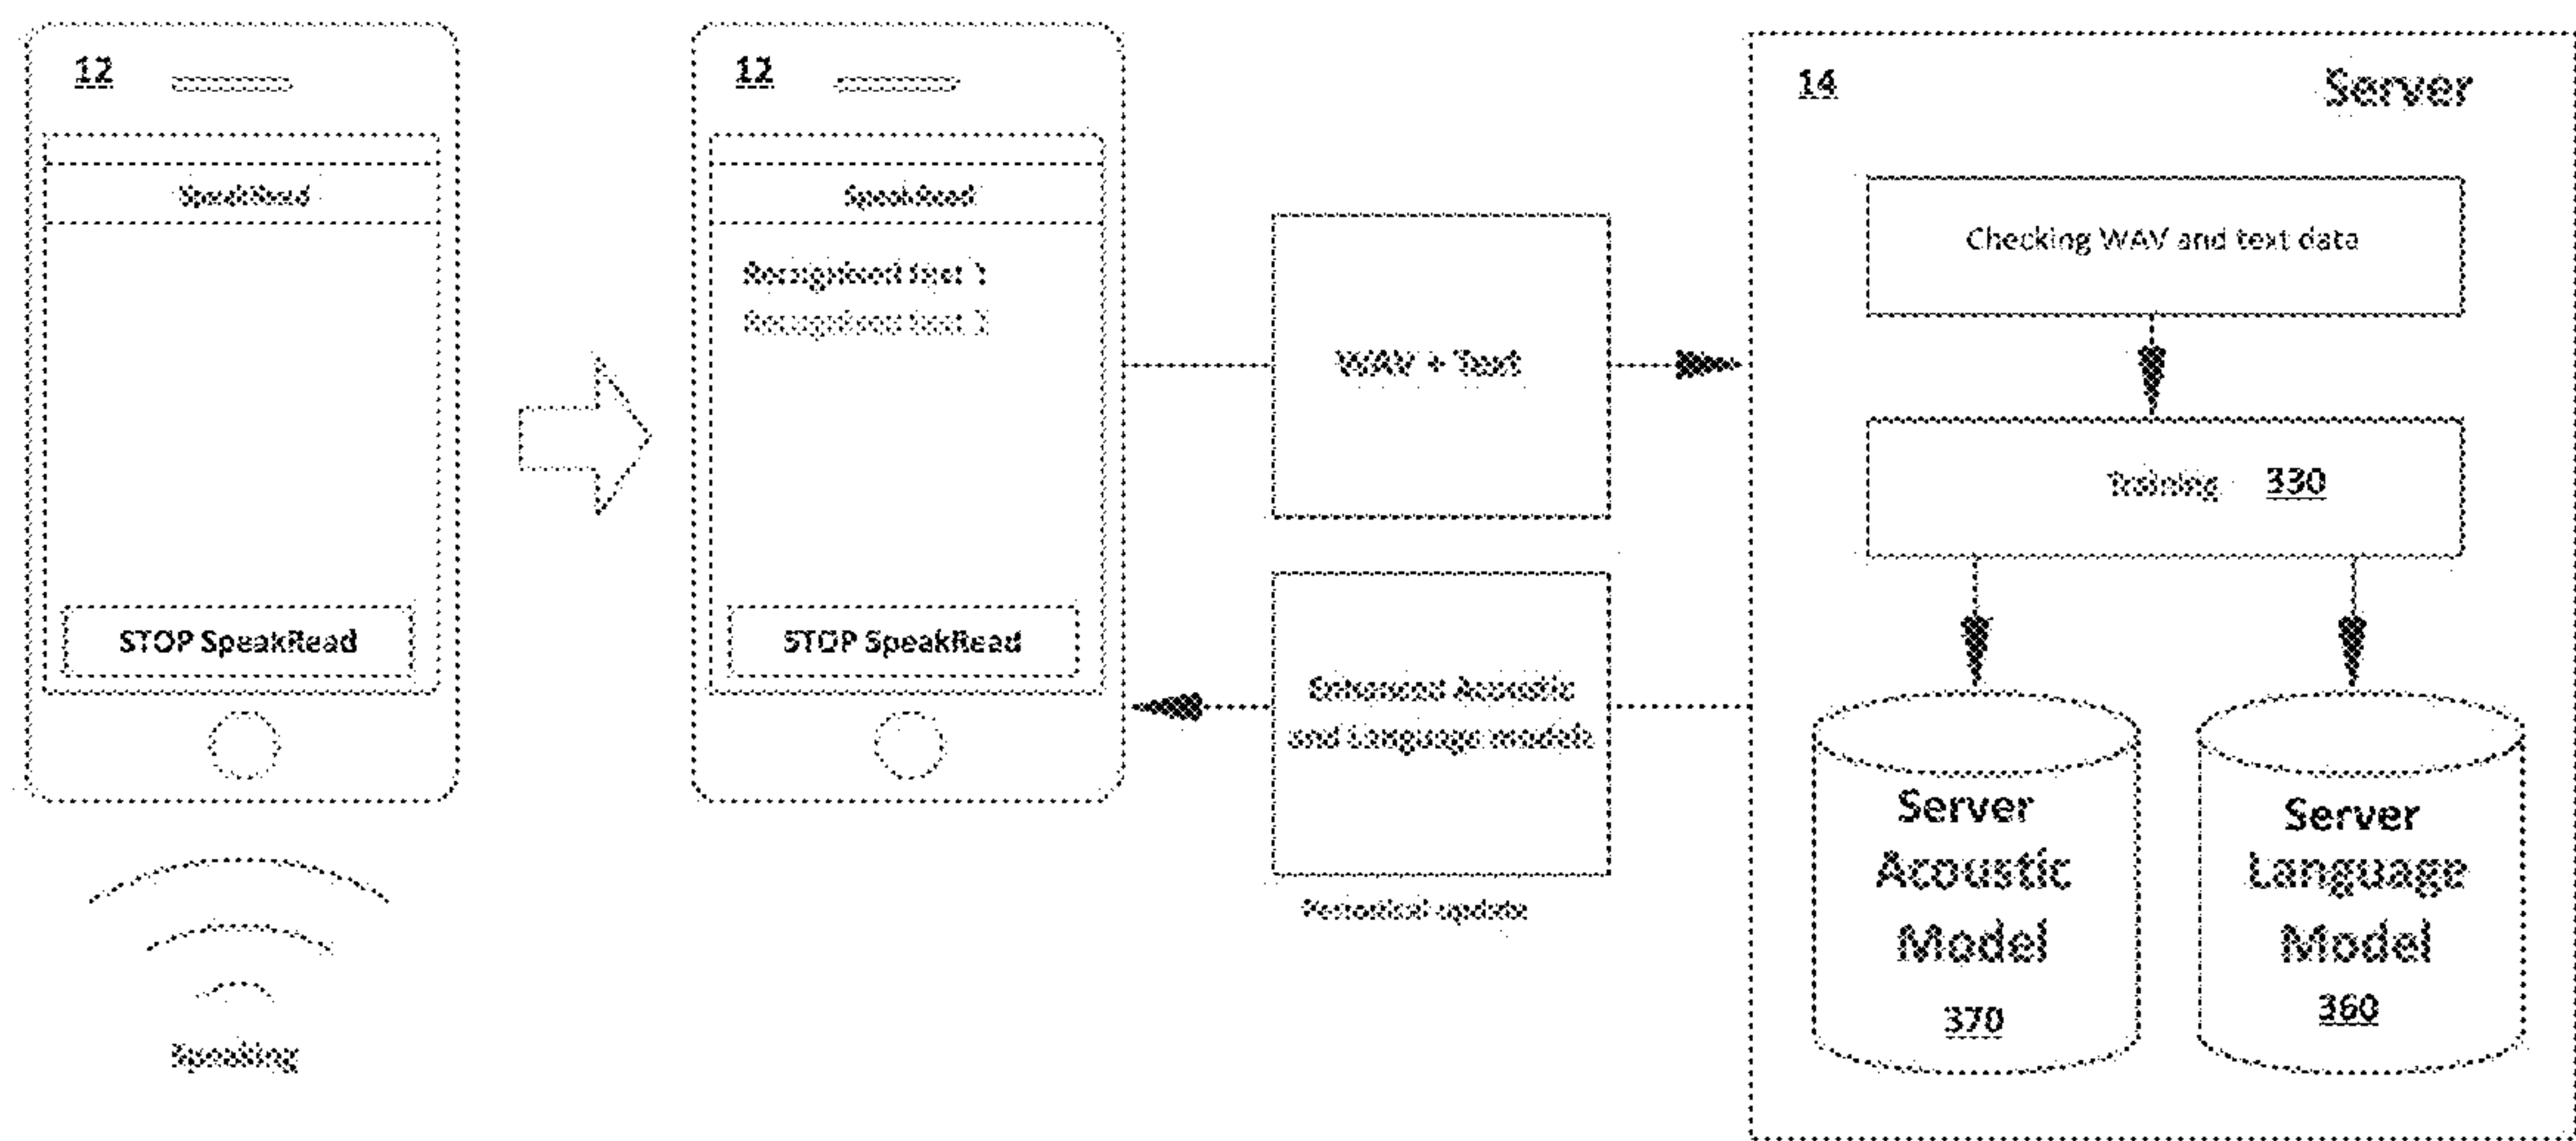 12
SpeakRead
STOP SpeakRead
Speaking
12
SpeakRead
Recognised text 1
Recognised text 2
STOP SpeakRead
WAV + Text
Enhanced Acoustic
and Language models
Periodical update
14
Server
Checking WAV and text data
Training 330
Server
Acoustic
Model
370
Server
Language
Model
360